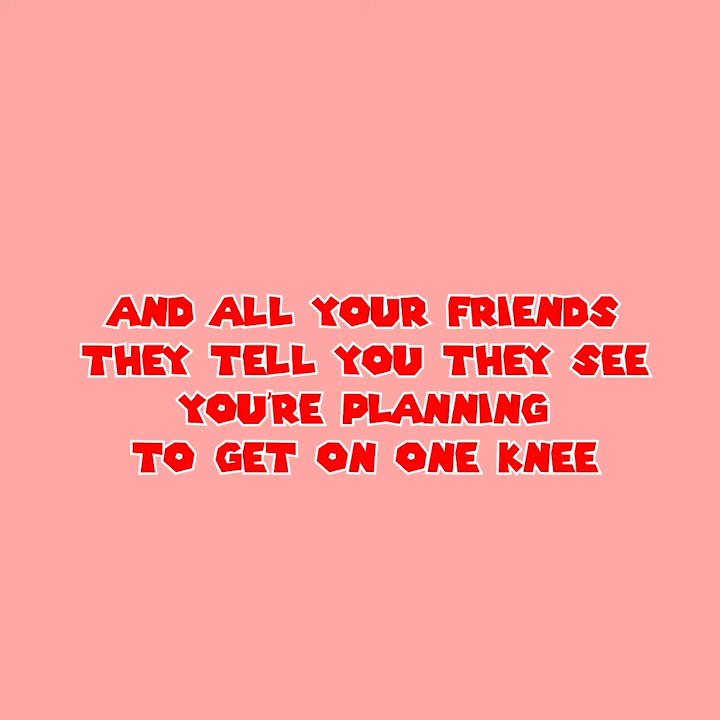 AND ALL YOUR FRIENDS
THEY TELL YOU THEY SEE
YOU'RE PLANNING
TO GET ON ONE KNEE